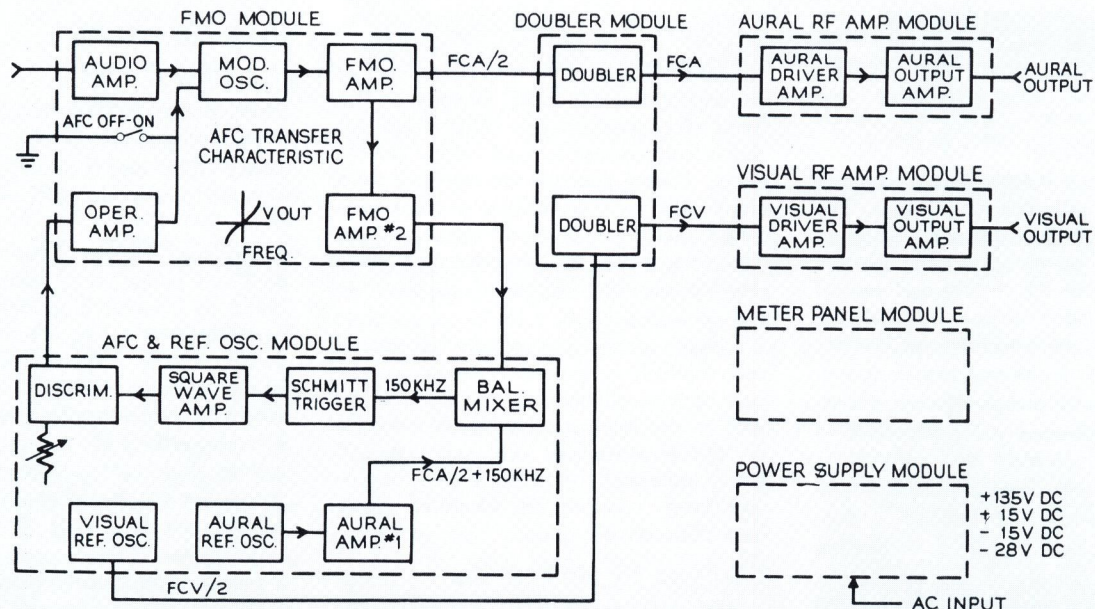 FMO MODULE
AUDIO
AMP.
MOD.
OSC.
FMO.
AMP.
FCA/2
AFC OFF-ON
AFC TRANSFER
CHARACTERISTIC
OPER.
AMP.
V OUT
FREQ.
FMO
AMP. #2
DOUBLER MODULE
DOUBLER
FCA
DOUBLER
FCV
AURAL RF AMP. MODULE
AURAL
DRIVER
AMP.
AURAL
OUTPUT
AMP.
AURAL
OUTPUT
VISUAL RF AMP. MODULE
VISUAL
DRIVER
AMP.
VISUAL
OUTPUT
AMP.
VISUAL
OUTPUT
AFC & REF. OSC. MODULE
DISCRIM.
SQUARE
WAVE
AMP.
SCHMITT
TRIGGER
150KHZ
BAL.
MIXER
FCA/2+150KHZ
VISUAL
REF. OSC.
AURAL
REF. OSC.
AURAL
AMP. #1
FCV/2
METER PANEL MODULE
POWER SUPPLY MODULE
+135V DC
+ 15V DC
- 15V DC
- 28V DC
AC INPUT